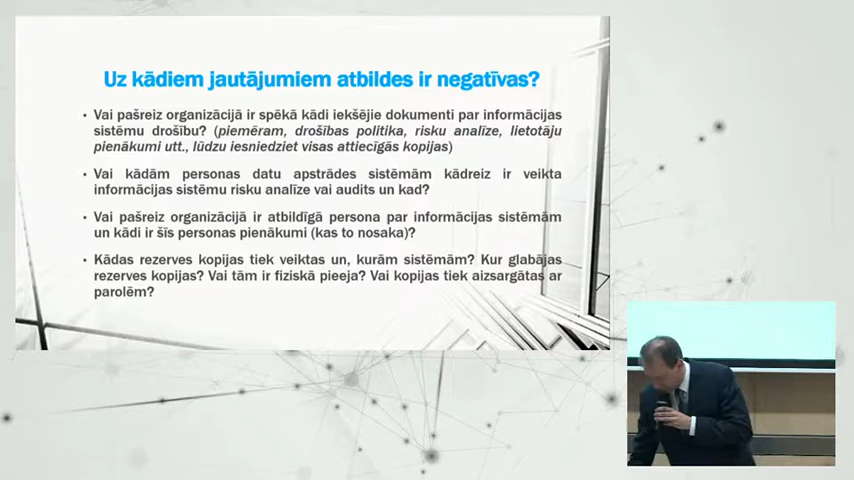 Uz kādiem jautājumiem atbildes ir negatīvas?
• Vai pašreiz organizācijā ir spēkā kādi iekšējie dokumenti par informācijas
sistēmu drošību? (piemēram, drošības politika, risku analīze, lietotāju
pienākumi utt., lūdzu iesniedziet visas attiecīgās kopijas)
• Vai kādām personas datu apstrādes sistēmām kādreiz ir veikta
informācijas sistēmu risku analīze vai audits un kad?
• Vai pašreiz organizācijā ir atbildīgā persona par informācijas sistēmām
un kādi ir šīs personas pienākumi (kas to nosaka)?
• Kādas rezerves kopijas tiek veiktas un, kurām sistēmām? Kur glabājas
rezerves kopijas? Vai tām ir fiziskā pieeja? Vai kopijas tiek aizsargātas ar
parolēm?